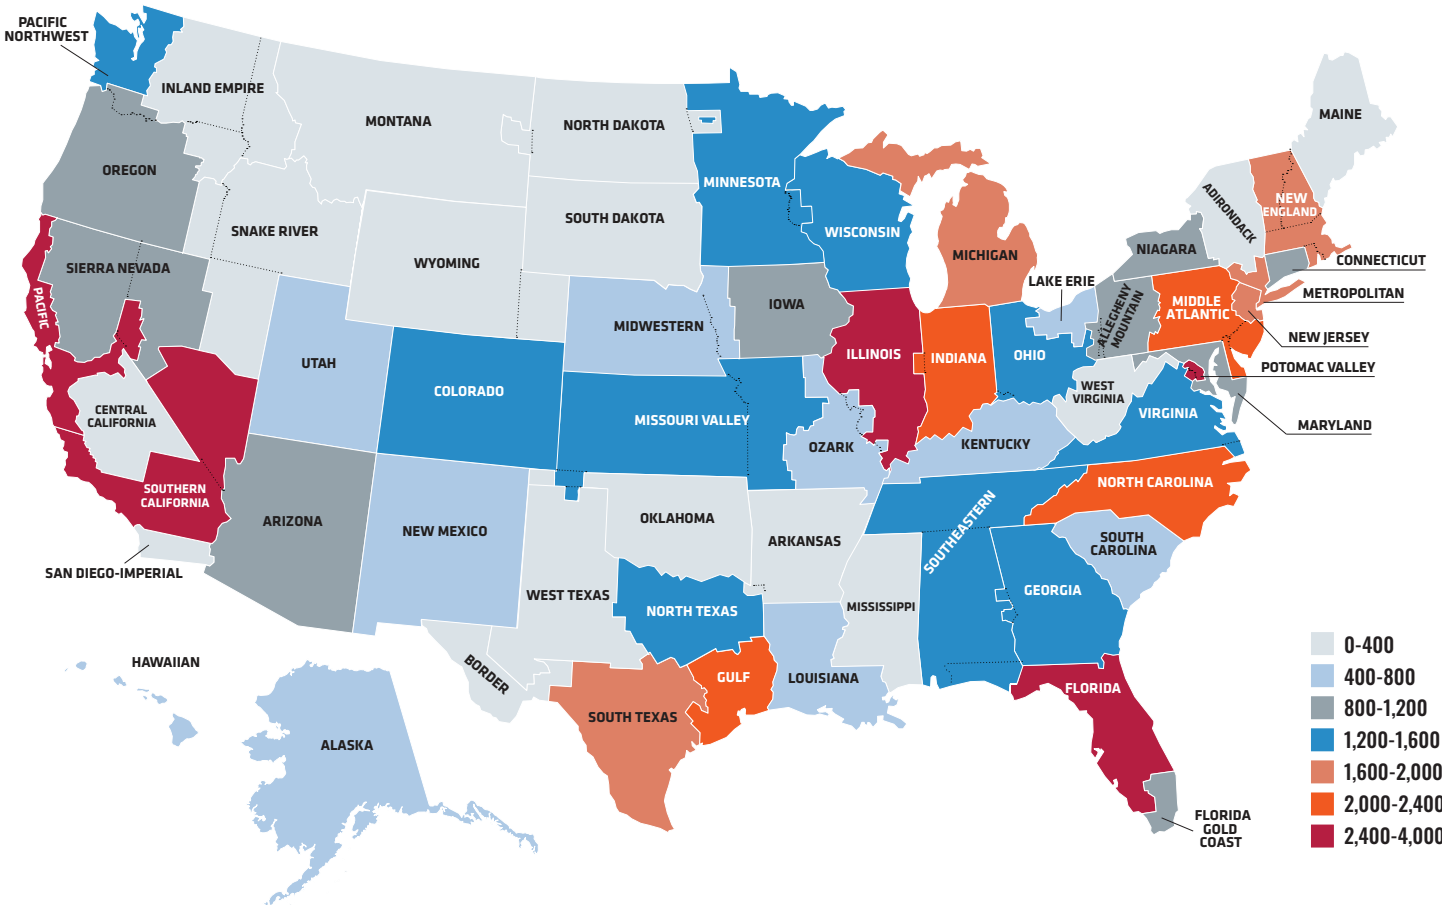 PACIFIC
NORTHWEST
INLAND EMPIRE
MONTANA
NORTH DAKOTA
MINNESOTA
MAINE
OREGON
SNAKE RIVER
SOUTH DAKOTA
WISCONSIN
MICHIGAN
ADIRONDACK
NEW
ENGLAND
NIAGARA
CONNECTICUT
SIERRA NEVADA
WYOMING
IOWA
LAKE ERIE
METROPOLITAN
PACIFIC
MIDWESTERN
ALLEGHENY
MOUNTAIN
MIDDLE
ATLANTIC
NEW JERSEY
UTAH
COLORADO
ILLINOIS
INDIANA
OHIO
POTOMAC VALLEY
CENTRAL
CALIFORNIA
MISSOURI VALLEY
WEST
VIRGINIA
VIRGINIA
MARYLAND
OZARK
KENTUCKY
SOUTHERN
CALIFORNIA
ARIZONA
NEW MEXICO
OKLAHOMA
ARKANSAS
SOUTHEASTERN
NORTH CAROLINA
SOUTH
CAROLINA
SAN DIEGO-IMPERIAL
WEST TEXAS
NORTH TEXAS
MISSISSIPPI
GEORGIA
HAWAIIAN
BORDER
GULF
LOUISIANA
FLORIDA
ALASKA
SOUTH TEXAS
FLORIDA
GOLD
COAST
0-400
400-800
800-1,200
1,200-1,600
1,600-2,000
2,000-2,400
2,400-4,000